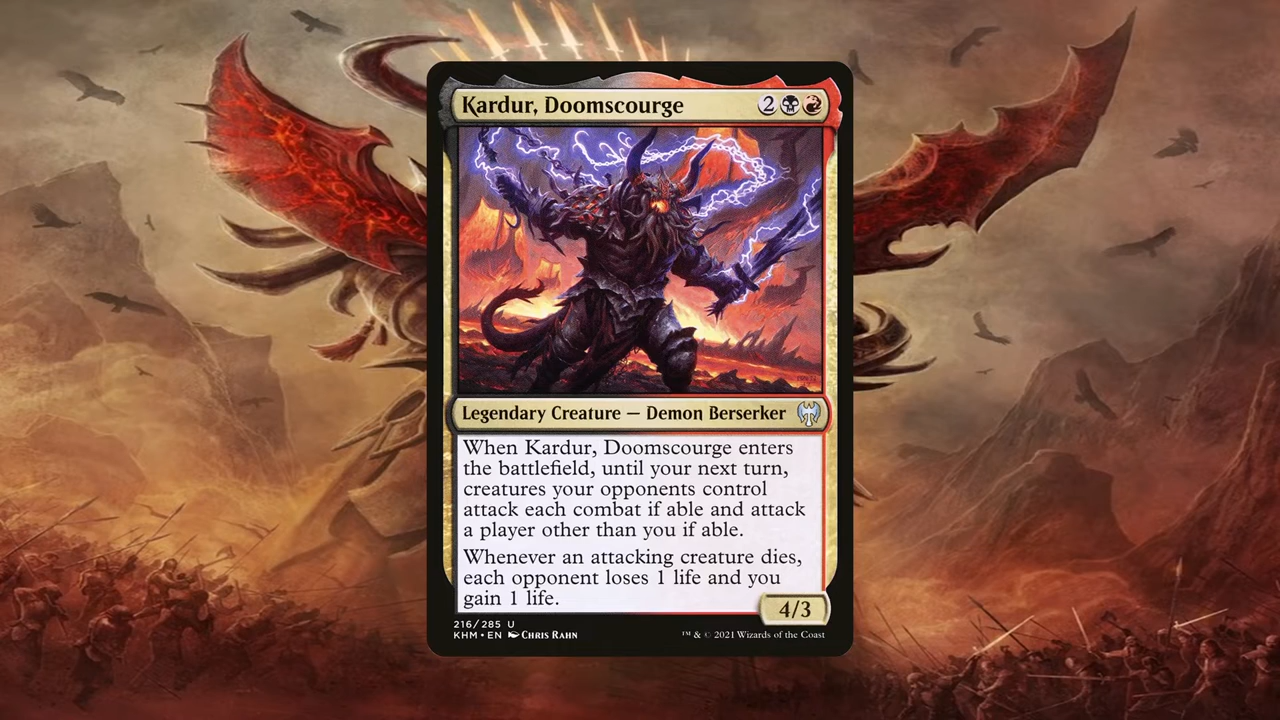 Kardur, Doomscourge 2
Legendary Creature — Demon Berserker
When Kardur, Doomscourge enters
the battlefield, until your next turn,
creatures your opponents control
attack each combat if able and attack
a player other than you if able.
Whenever an attacking creature dies,
each opponent loses 1 life and you
gain 1 life.
4/3
216/285 U
KHM • EN Chris Rahn
™ & © 2021 Wizards of the Coast